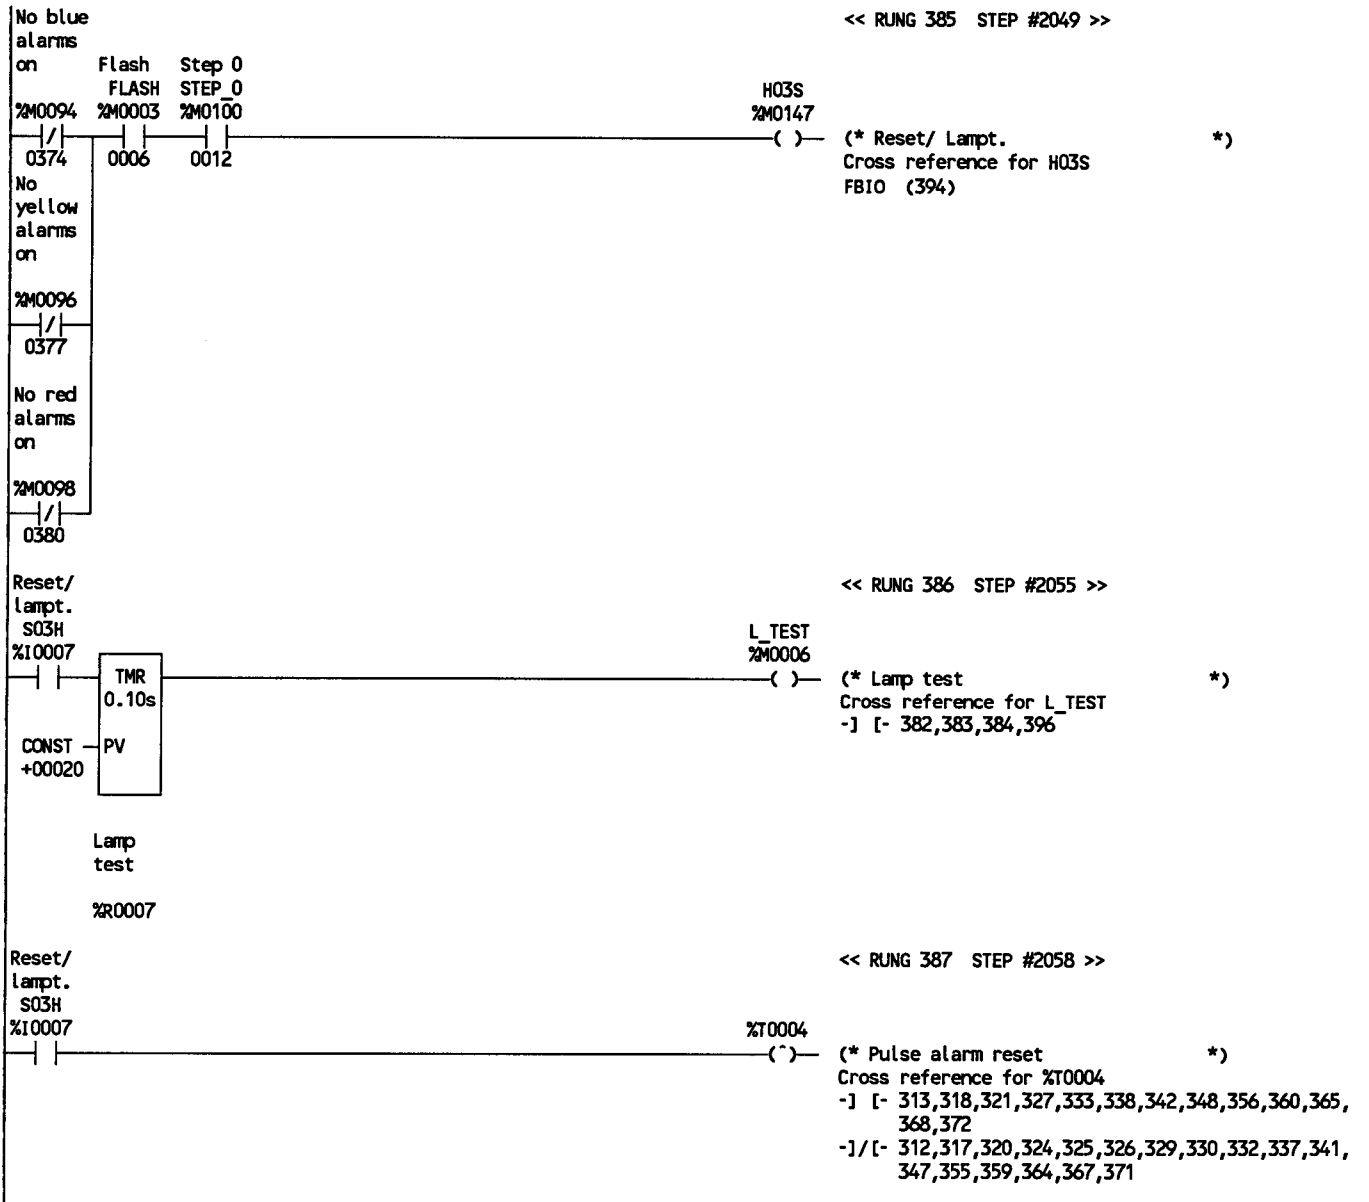 No blue
alarms
on
Flash Step 0
FLASH STEP_0
%M0094 %M0003 %M0100
0374 0006 0012
H03S
%M0147
<< RUNG 385 STEP #2049 >>
(* Reset/ Lampt. *)
Cross reference for H03S
FBIO (394)
No
yellow
alarms
on
%M0096
0377
No red
alarms
on
%M0098
0380
Reset/
lampt.
S03H
%I0007
TMR
0.10s
CONST PV
+00020
Lamp
test
%R0007
L_TEST
%M0006
<< RUNG 386 STEP #2055 >>
(* Lamp test *)
Cross reference for L_TEST
-] [- 382,383,384,396
Reset/
lampt.
S03H
%I0007
%T0004
<< RUNG 387 STEP #2058 >>
(* Pulse alarm reset *)
Cross reference for %T0004
-] [- 313,318,321,327,333,338,342,348,356,360,365,
368,372
-]/[- 312,317,320,324,325,326,329,330,332,337,341,
347,355,359,364,367,371